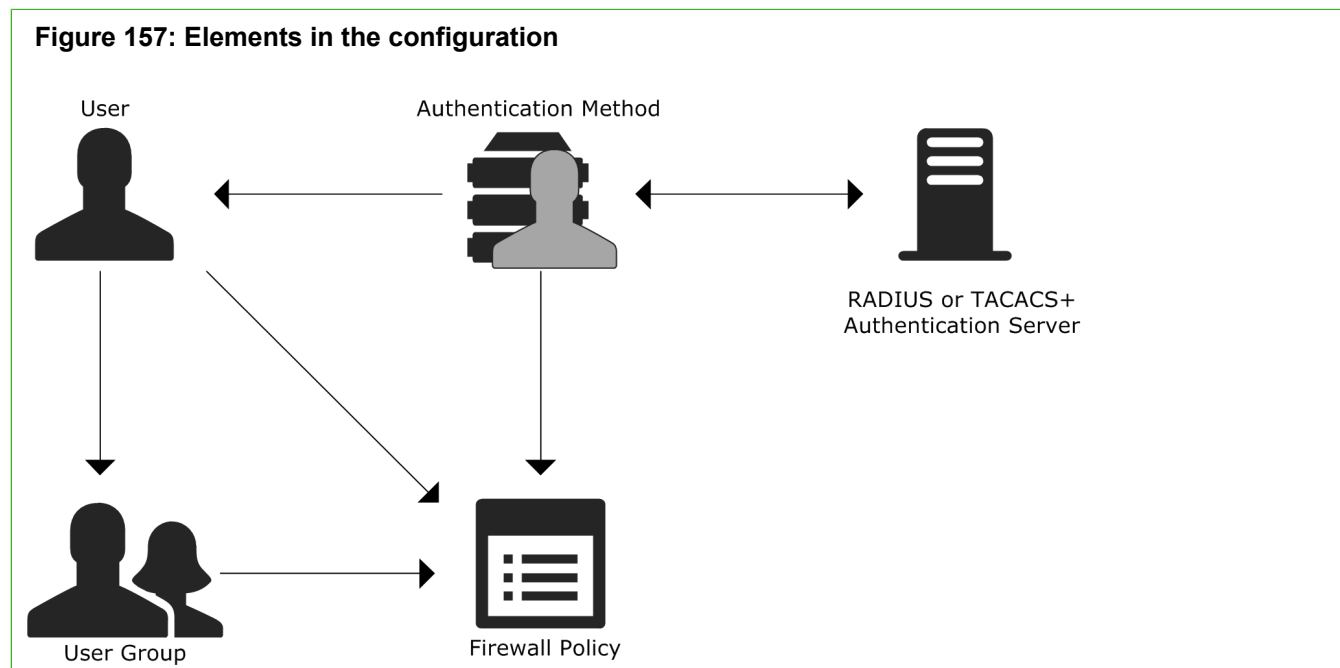 Figure 157: Elements in the configuration
User
Authentication Method
RADIUS or TACACS+
Authentication Server
User Group
Firewall Policy